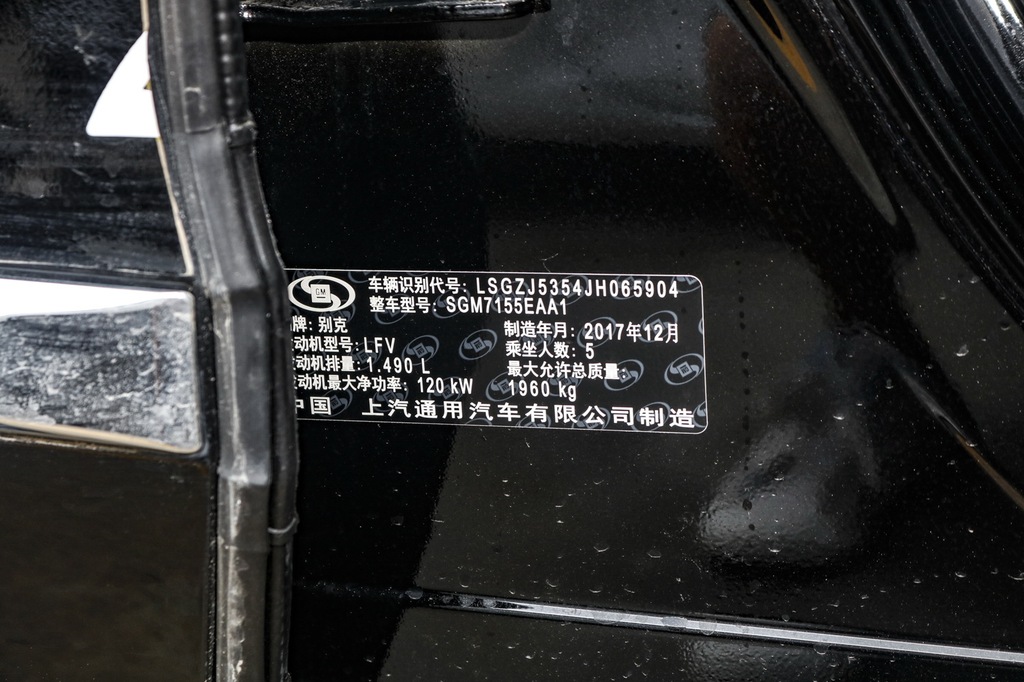 GM
车辆识别代号: LSGZJ5354JH065904
整车型号: SGM7155EAA1
牌: 别克 制造年月: 2017年12月
动机型号: LFV 乘坐人数: 5
动机排量: 1.490 L 最大允许总质量:
动机最大净功率: 120 kW 1960 kg
中国 上汽通用汽车有限公司制造